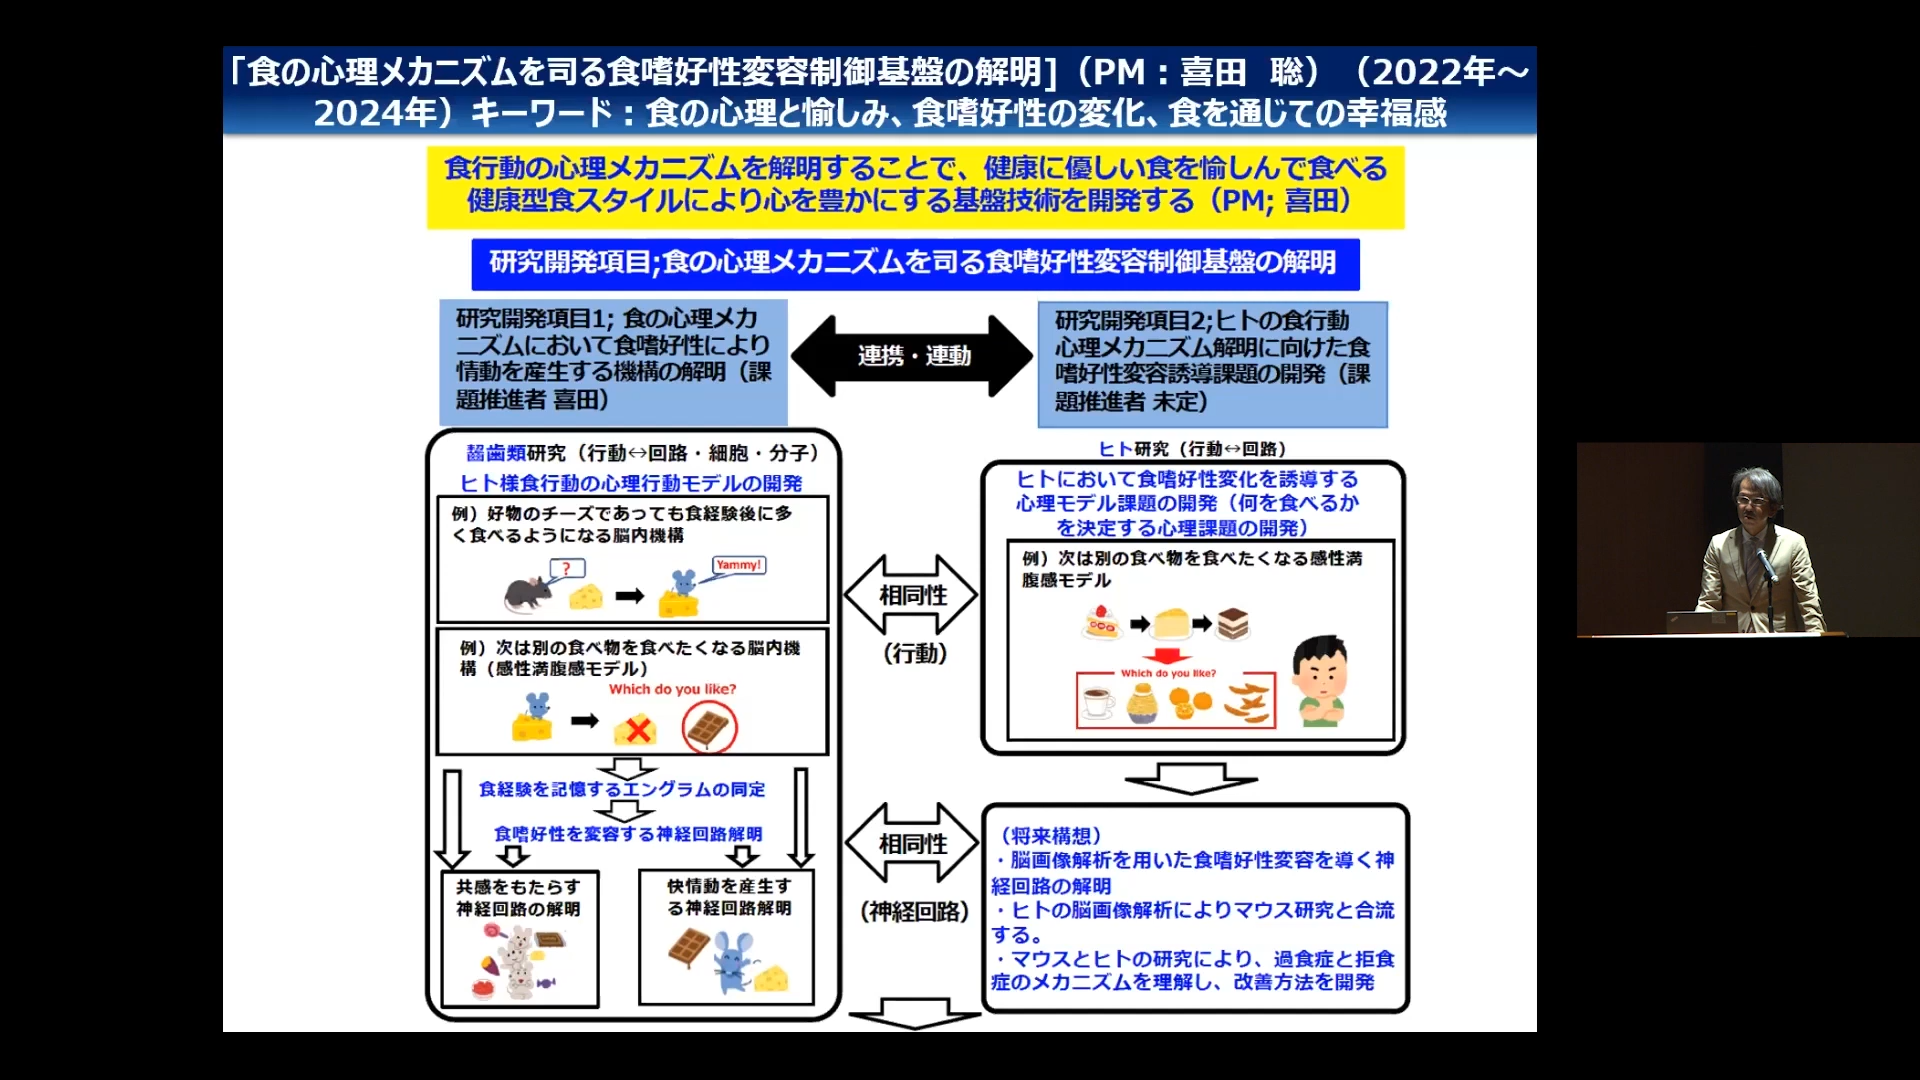 「食の心理メカニズムを司る食嗜好性変容制御基盤の解明]（PM：喜田 聡）（2022年～
2024年）キーワード：食の心理と愉しみ、食嗜好性の変化、食を通じての幸福感
食行動の心理メカニズムを解明することで、健康に優しい食を愉しんで食べる
健康型食スタイルにより心を豊かにする基盤技術を開発する（PM; 喜田）
研究開発項目;食の心理メカニズムを司る食嗜好性変容制御基盤の解明
研究開発項目1; 食の心理メカ
ニズムにおいて食嗜好性により
情動を産生する機構の解明（課
題推進者 喜田）
連携・連動
研究開発項目2;ヒトの食行動
心理メカニズム解明に向けた食
嗜好性変容誘導課題の開発（課
題推進者 未定）
齧歯類研究（行動↔回路・細胞・分子）
ヒト様食行動の心理行動モデルの開発
例）好物のチーズであっても食経験後に多
く食べるようになる脳内機構
?
Yammy!
例）次は別の食べ物を食べたくなる脳内機
構（感性満腹感モデル）
Which do you like?
食経験を記憶するエングラムの同定
食嗜好性を変容する神経回路解明
共感をもたらす
神経回路の解明
快情動を産生す
る神経回路解明
相同性
（行動）
相同性
（神経回路）
ヒト研究（行動↔回路）
ヒトにおいて食嗜好性変化を誘導する
心理モデル課題の開発（何を食べるか
を決定する心理課題の開発）
例）次は別の食べ物を食べたくなる感性満
腹感モデル
Which do you like?
（将来構想）
・脳画像解析を用いた食嗜好性変容を導く神
経回路の解明
・ヒトの脳画像解析によりマウス研究と合流
する。
・マウスとヒトの研究により、過食症と拒食
症のメカニズムを理解し、改善方法を開発